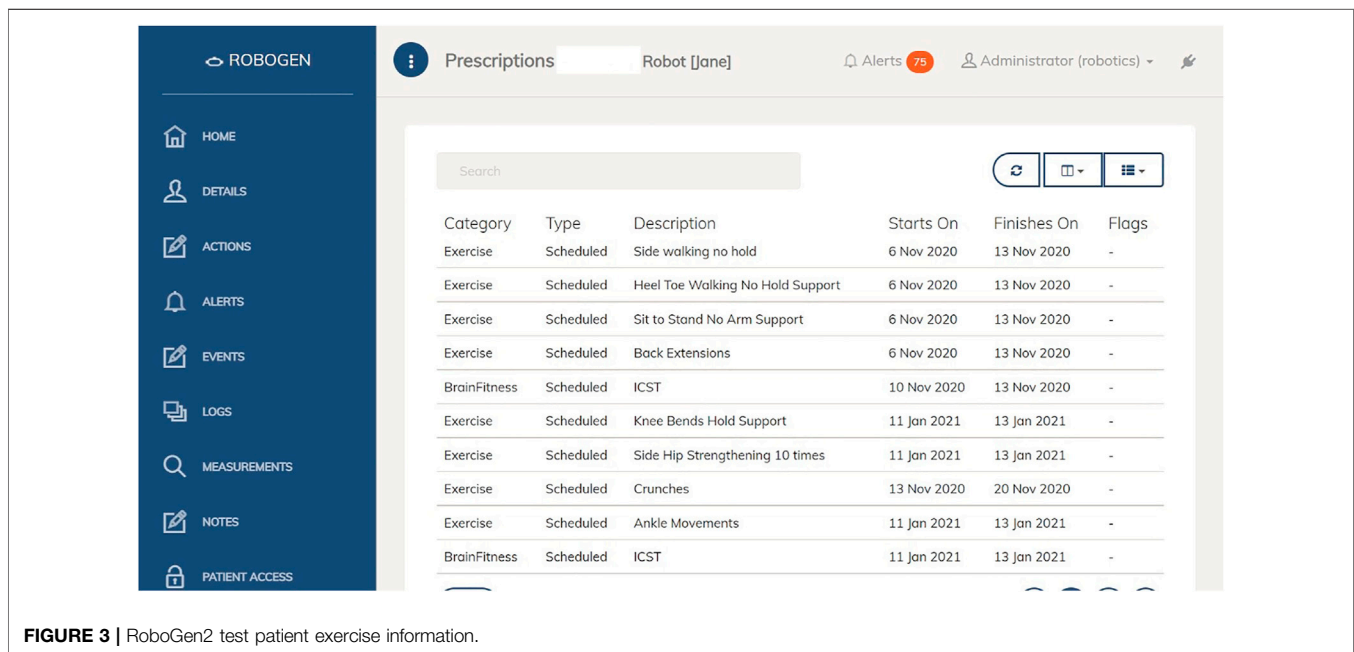 ROBOGEN
Prescriptions Robot [Jane] Alerts 75 Administrator (robotics)
HOME
DETAILS
ACTIONS
ALERTS
EVENTS
LOGS
MEASUREMENTS
NOTES
PATIENT ACCESS
Search
Category Type Description Starts On Finishes On Flags
Exercise Scheduled Side walking no hold 6 Nov 2020 13 Nov 2020 -
Exercise Scheduled Heel Toe Walking No Hold Support 6 Nov 2020 13 Nov 2020 -
Exercise Scheduled Sit to Stand No Arm Support 6 Nov 2020 13 Nov 2020 -
Exercise Scheduled Back Extensions 6 Nov 2020 13 Nov 2020 -
BrainFitness Scheduled ICST 10 Nov 2020 13 Nov 2020 -
Exercise Scheduled Knee Bends Hold Support 11 Jan 2021 13 Jan 2021 -
Exercise Scheduled Side Hip Strengthening 10 times 11 Jan 2021 13 Jan 2021 -
Exercise Scheduled Crunches 13 Nov 2020 20 Nov 2020 -
Exercise Scheduled Ankle Movements 11 Jan 2021 13 Jan 2021 -
BrainFitness Scheduled ICST 11 Jan 2021 13 Jan 2021 -
FIGURE 3 | RoboGen2 test patient exercise information.